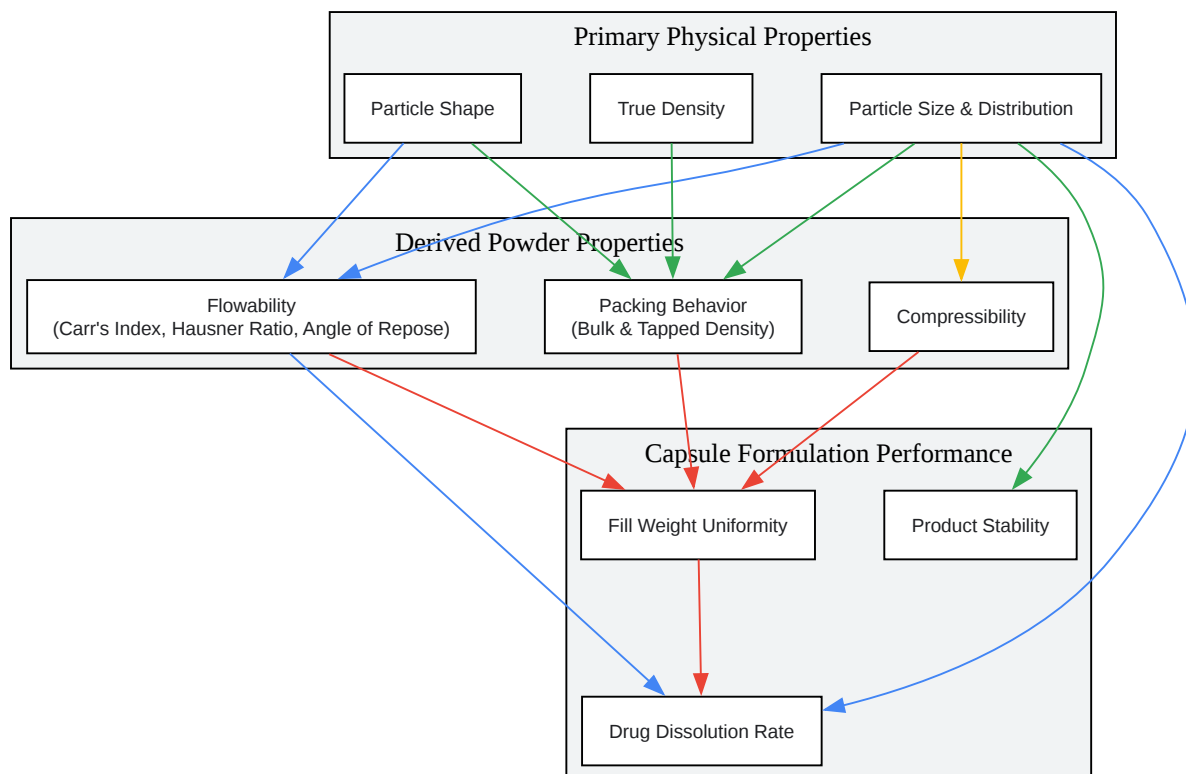 Primary Physical Properties
Particle Shape
True Density
Particle Size & Distribution
Derived Powder Properties
Flowability
(Carr's Index, Hausner Ratio, Angle of Repose)
Packing Behavior
(Bulk & Tapped Density)
Compressibility
Capsule Formulation Performance
Fill Weight Uniformity
Product Stability
Drug Dissolution Rate